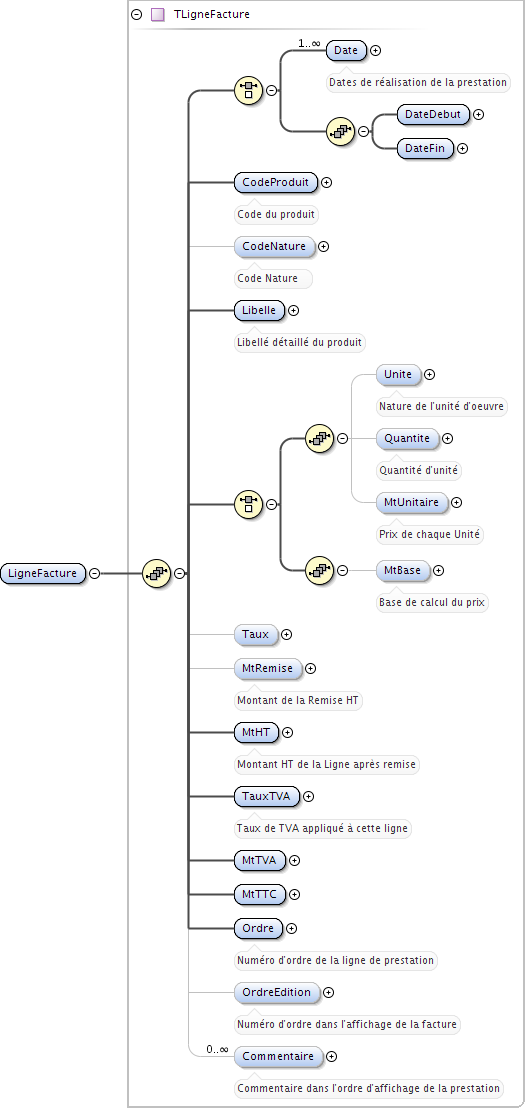 TLigneFacture
1..∞
Date
Dates de réalisation de la prestation
DateDebut
DateFin
CodeProduit
Code du produit
CodeNature
Code Nature
Libelle
Libellé détaillé du produit
Unite
Nature de l'unité d'oeuvre
Quantite
Quantité d'unité
MtUnitaire
Prix de chaque Unité
LigneFacture
MtBase
Base de calcul du prix
Taux
MtRemise
Montant de la Remise HT
MtHT
Montant HT de la Ligne après remise
TauxTVA
Taux de TVA appliqué à cette ligne
MtTVA
MtTTC
Ordre
Numéro d'ordre de la ligne de prestation
OrdreEdition
Numéro d'ordre dans l'affichage de la facture
0..∞
Commentaire
Commentaire dans l'ordre d'affichage de la prestation